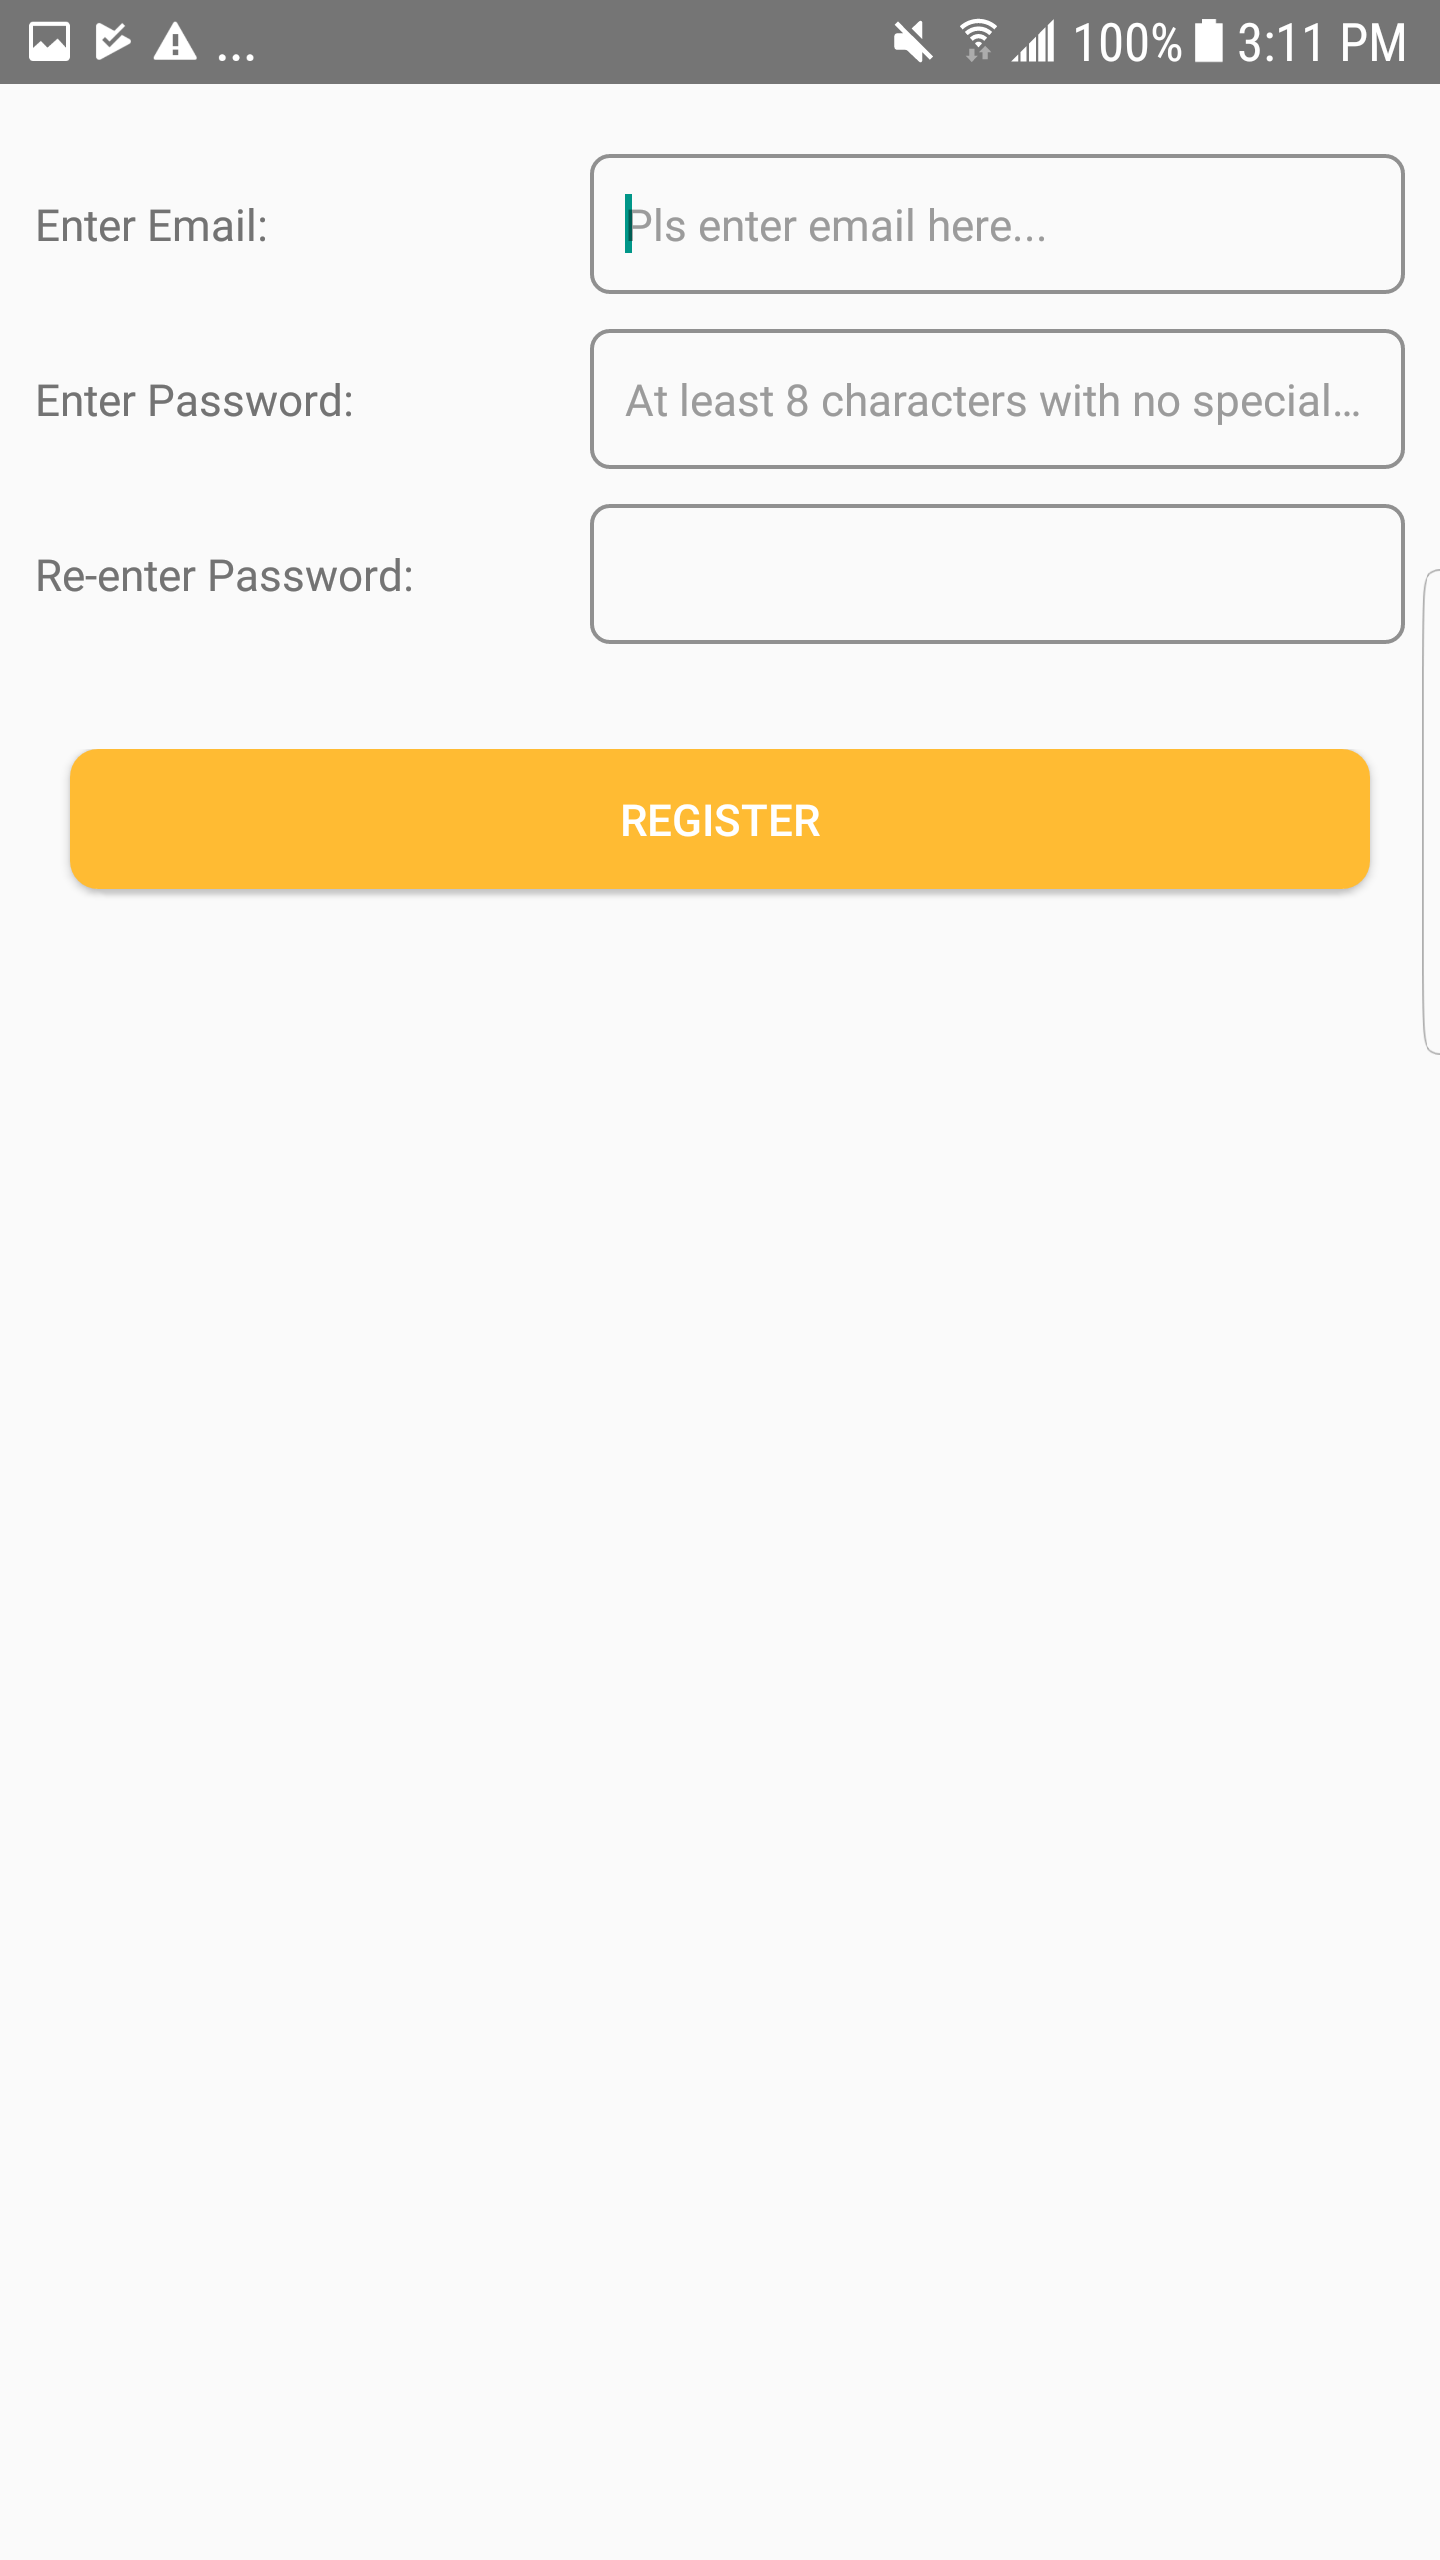 ... 100% 3:11 PM
Enter Email: Pls enter email here...
Enter Password: At least 8 characters with no special...
Re-enter Password:
REGISTER